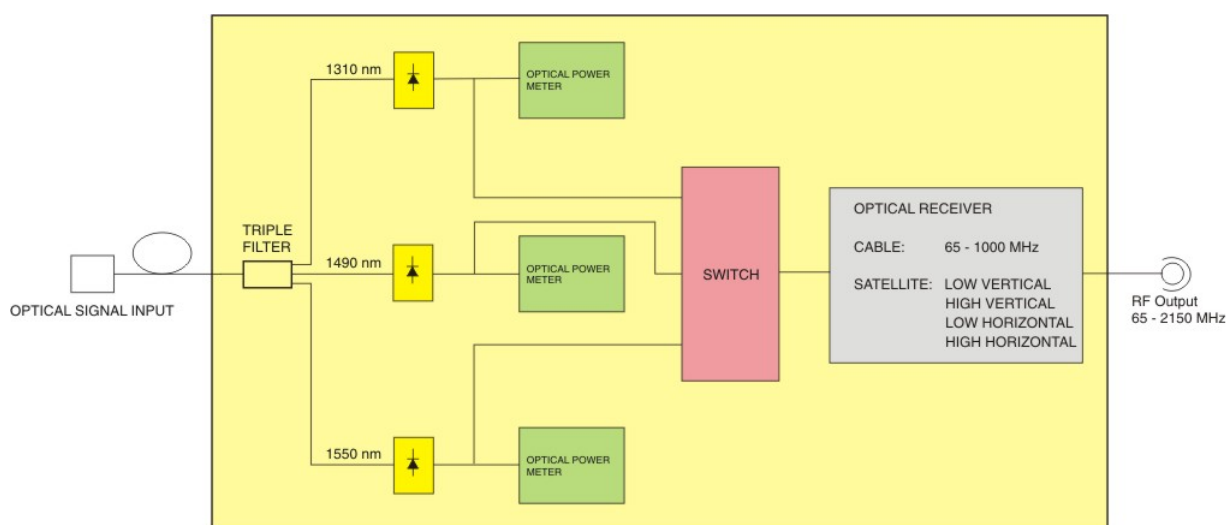 1310 nm
OPTICAL POWER
METER
TRIPLE
FILTER
1490 nm
OPTICAL POWER
METER
OPTICAL SIGNAL INPUT
SWITCH
OPTICAL RECEIVER
CABLE: 65 - 1000 MHz
SATELLITE: LOW VERTICAL
HIGH VERTICAL
LOW HORIZONTAL
HIGH HORIZONTAL
RF Output
65 - 2150 MHz
1550 nm
OPTICAL POWER
METER